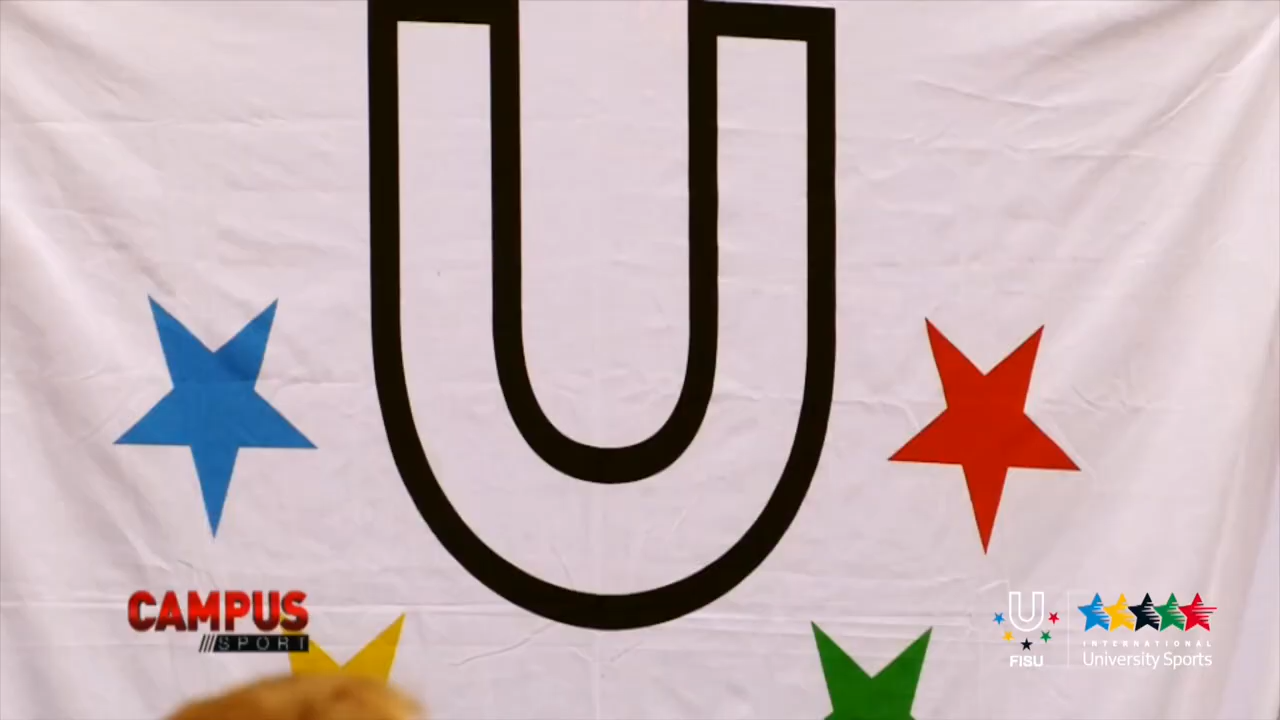 U
CAMPUS
SPORT
U
FISU
INTERNATIONAL
University Sports